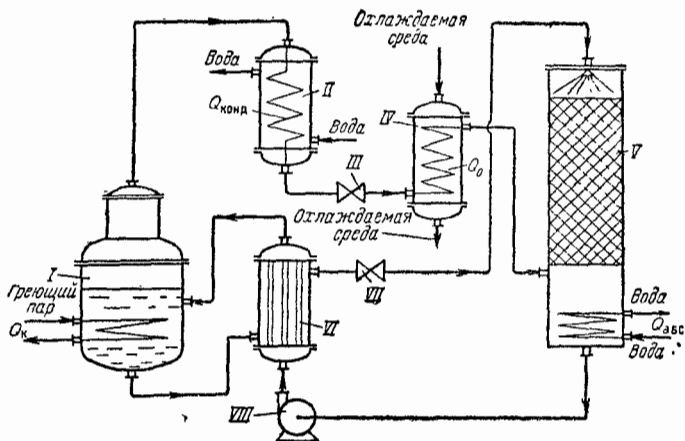 Охлаждаемая
среда
Вода
II
Qконд
Вода
IV
V
III
Qо
Охлаждаемая
среда
I
Греющий
пар
VII
Вода
Qк
VI
Qабс
Вода
VIII